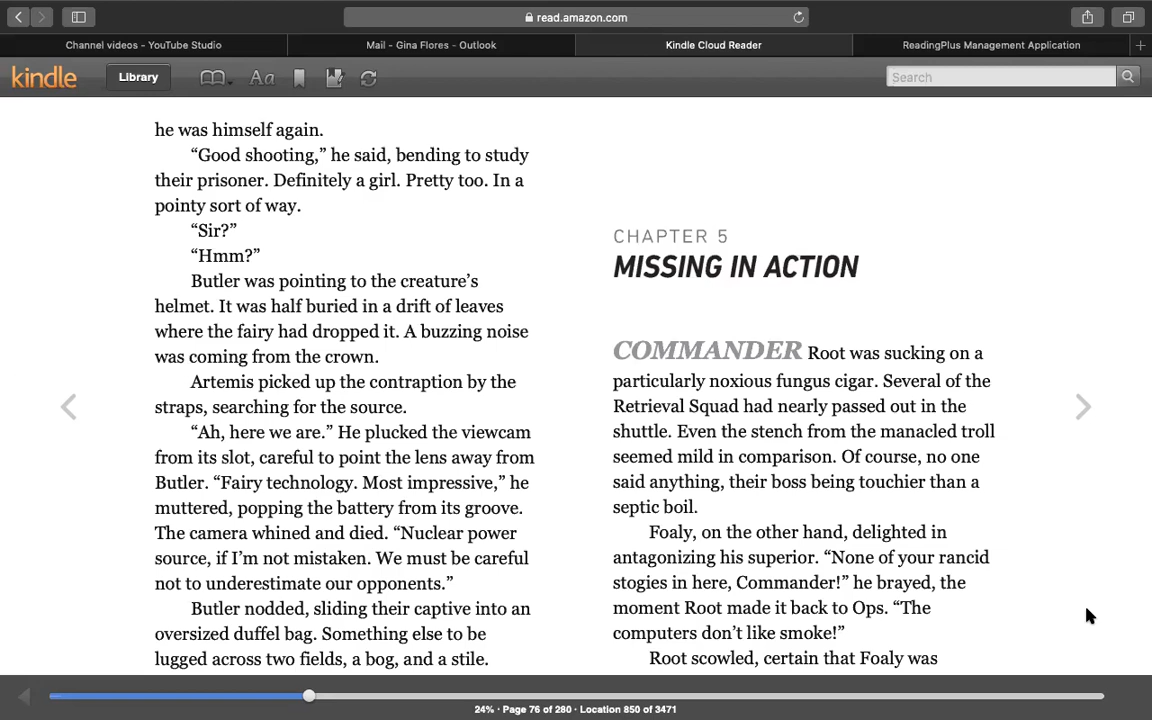 read.amazon.com
Channel videos - YouTube Studio
Mail - Gina Flores - Outlook
Kindle Cloud Reader
ReadingPlus Management Application
kindle
Library
Aa
Search
he was himself again.
“Good shooting,” he said, bending to study
their prisoner. Definitely a girl. Pretty too. In a
pointy sort of way.
“Sir?”
“Hmm?”
Butler was pointing to the creature’s
helmet. It was half buried in a drift of leaves
where the fairy had dropped it. A buzzing noise
was coming from the crown.
Artemis picked up the contraption by the
straps, searching for the source.
“Ah, here we are.” He plucked the viewcam
from its slot, careful to point the lens away from
Butler. “Fairy technology. Most impressive,” he
muttered, popping the battery from its groove.
The camera whined and died. “Nuclear power
source, if I’m not mistaken. We must be careful
not to underestimate our opponents.”
Butler nodded, sliding their captive into an
oversized duffel bag. Something else to be
lugged across two fields, a bog, and a stile.
CHAPTER 5
MISSING IN ACTION
COMMANDER Root was sucking on a
particularly noxious fungus cigar. Several of the
Retrieval Squad had nearly passed out in the
shuttle. Even the stench from the manacled troll
seemed mild in comparison. Of course, no one
said anything, their boss being touchier than a
septic boil.
Foaly, on the other hand, delighted in
antagonizing his superior. “None of your rancid
stogies in here, Commander!” he brayed, the
moment Root made it back to Ops. “The
computers don’t like smoke!”
Root scowled, certain that Foaly was
24% · Page 76 of 280 · Location 850 of 3471